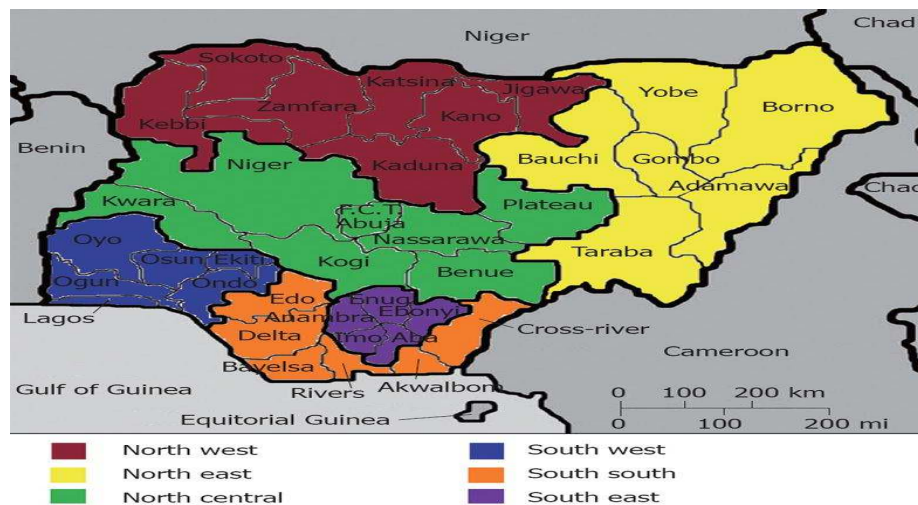 Niger
Chad
Sokoto
Katsina
Jigawa
Yobe
Borno
Zamfara
Kano
Kebbi
Benin
Niger
Kaduna
Bauchi
Gombo
Adamawa
Chad
Kwara
F.C.T.
Abuja
Plateau
Nassarawa
Oyo
Osun Ekiti
Kogi
Benue
Taraba
Ogun
Ondo
Edo
Enugu
Ebonyi
Anambra
Lagos
Delta
Imo Aba
Cross-river
Bayelsa
Cameroon
Gulf of Guinea
Rivers
Akwalbom
Equitorial Guinea
0 100 200 km
0 100 200 mi
North west
South west
North east
South south
North central
South east